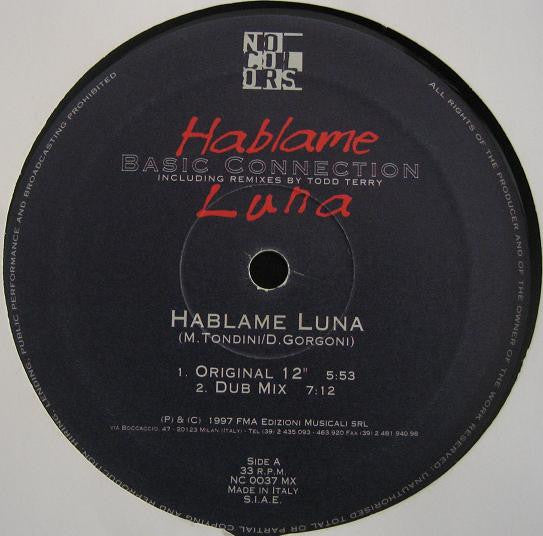 NO
COL
ORS
Hablame
BASIC CONNECTION
INCLUDING REMIXES BY TODD TERRY
Luna
HABLAME LUNA
(M.TONDINI/D.GORGONI)
1. ORIGINAL 12" 5:53
2. DUB MIX 7:12
(P) & (C) 1997 FMA EDIZIONI MUSICALI SRL
VIA BOCCACCIO, 47 - 20123 MILAN (ITALY) - TEL (39) 2 435 093 - 463 920 FAX (39) 2 481 940 98
SIDE A
33 R.P.M.
NC 0037 MX
MADE IN ITALY
S.I.A.E.
ALL RIGHTS OF THE PRODUCER AND OF THE OWNER OF THE WORK RESERVED. UNAUTHORISED TOTAL OR PARTIAL COPYING AND REPRODUCTION HIRING, LENDING, PUBLIC PERFORMANCE AND BROADCASTING PROHIBITED